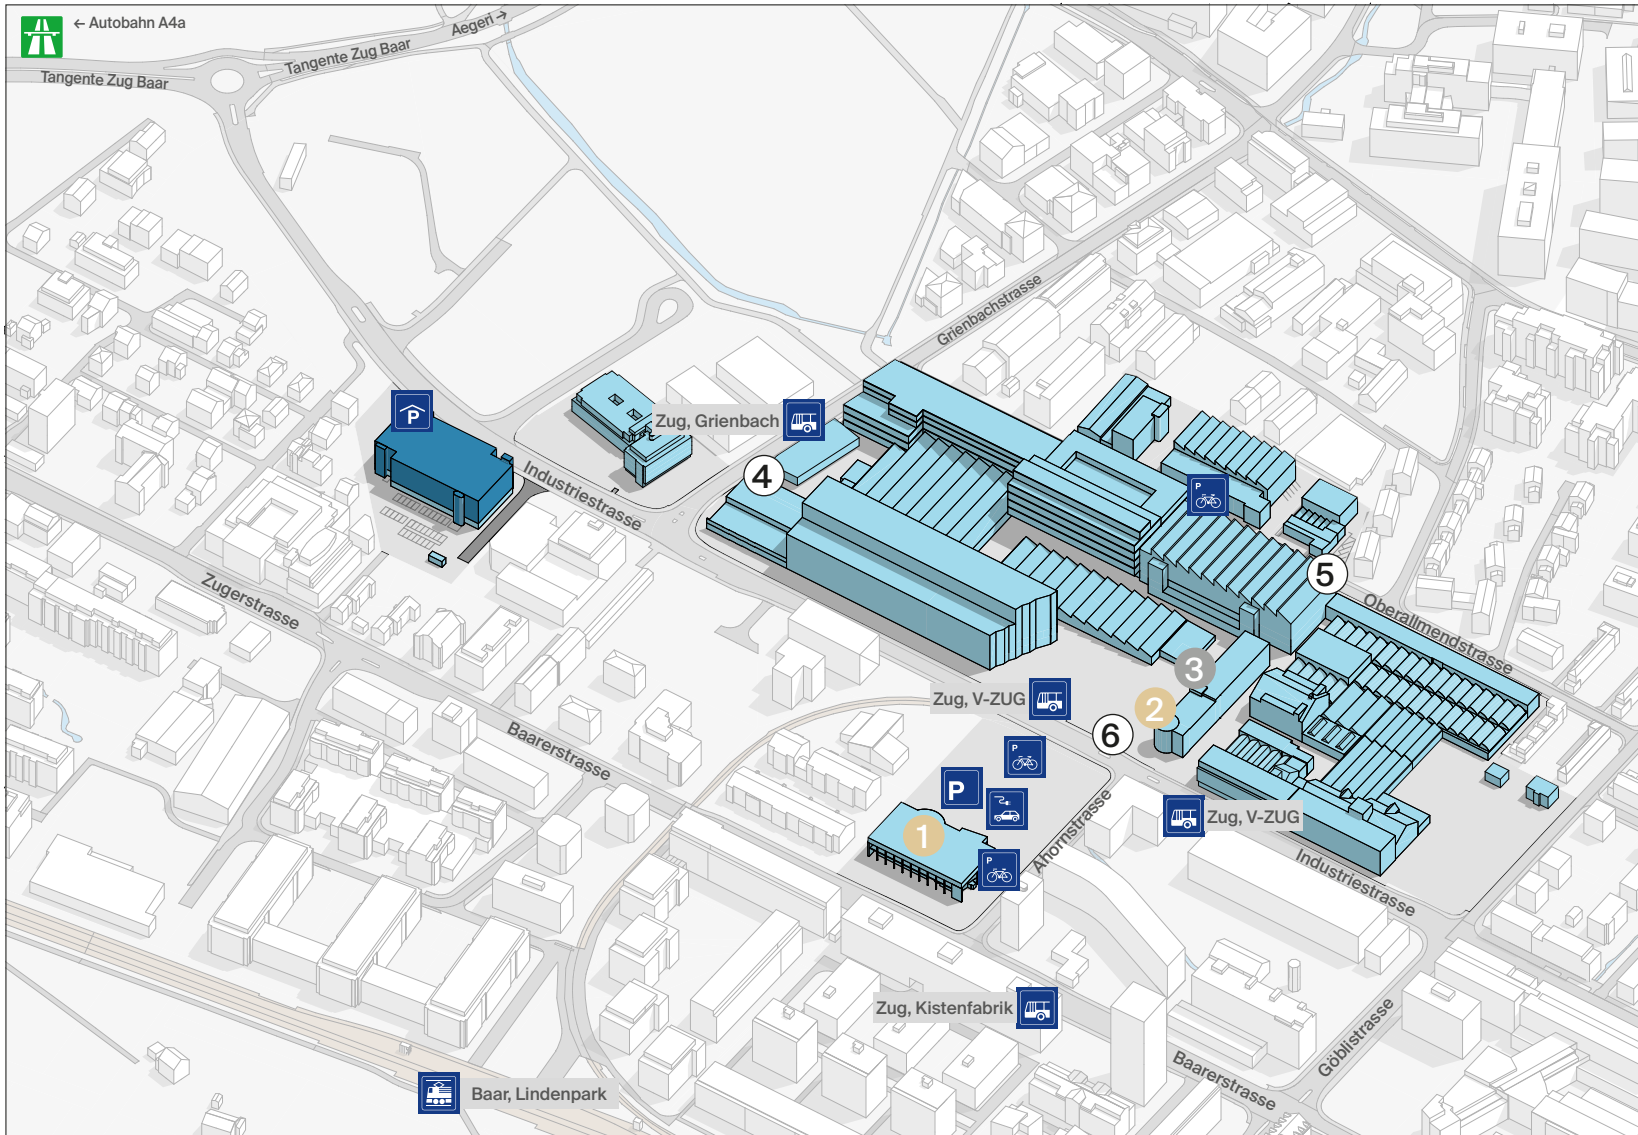 ← Autobahn A4a
Aegeri →
Tangente Zug Baar
Tangente Zug Baar
Grienbachstrasse
P
Zug, Grienbach
4
Industriestrasse
P
5
Zugerstrasse
Oberallmendstrasse
3
Zug, V-ZUG
2
6
Baarerstrasse
P
P
1
Ahornstrasse
Zug, V-ZUG
P
Industriestrasse
Zug, Kistenfabrik
Göblistrasse
Baarerstrasse
Baar, Lindenpark